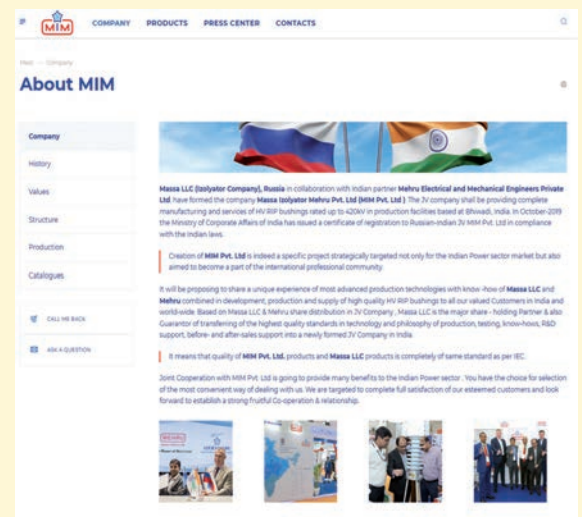 MIM
COMPANY PRODUCTS PRESS CENTER CONTACTS
Main — Company
About MIM
Company
History
Values
Structure
Production
Catalogues
CALL ME BACK
ASK A QUESTION
Massa LLC (Izolyator Company), Russia in collaboration with Indian partner Mehru Electrical and Mechanical Engineers Private
Ltd. have formed the company Massa Izolyator Mehru Pvt. Ltd (MIM Pvt. Ltd.) The JV company shall be providing complete
manufacturing and services of HV RIP bushings rated up to 420kV in production facilities based at Bhiwadi, India. In October-2019
the Ministry of Corporate Affairs of India has issued a certificate of registration to Russian-Indian JV MIM Pvt. Ltd in compliance
with the Indian laws.
Creation of MIM Pvt. Ltd is indeed a specific project strategically targeted not only for the Indian Power sector market but also
aimed to become a part of the international professional community.
It will be proposing to share a unique experience of most advanced production technologies with know -how of Massa LLC and
Mehru combined in development, production and supply of high quality HV RIP bushings to all our valued Customers in India and
world-wide. Based on Massa LLC & Mehru share distribution in JV Company , Massa LLC is the major share - holding Partner & also
Guarantor of transferring of the highest quality standards in technology and philosophy of production, testing, know-hows, R&D
support, before- and after-sales support into a newly formed JV Company in India.
It means that quality of MIM Pvt. Ltd. products and Massa LLC products is completely of same standard as per IEC.
Joint Cooperation with MIM Pvt. Ltd is going to provide many benefits to the Indian Power sector . You have the choice for selection
of the most convenient way of dealing with us. We are targeted to complete full satisfaction of our esteemed customers and look
forward to establish a strong fruitful Co-operation & relationship.
MEHRU